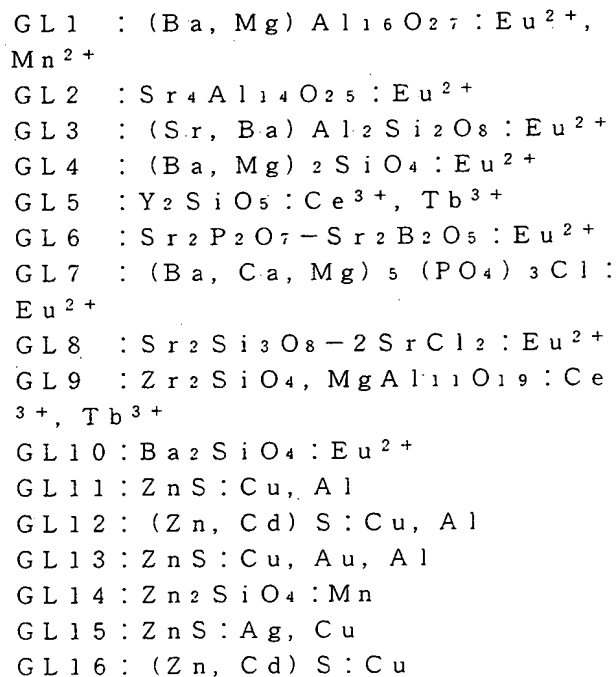 GL1 : (Ba, Mg) Al₁₆O₂₇ : Eu²⁺,
Mn²⁺
GL2 : Sr₄Al₁₄O₂₅ : Eu²⁺
GL3 : (Sr, Ba) Al₂Si₂O₈ : Eu²⁺
GL4 : (Ba, Mg) ₂SiO₄ : Eu²⁺
GL5 : Y₂SiO₅ : Ce³⁺, Tb³⁺
GL6 : Sr₂P₂O₇−Sr₂B₂O₅ : Eu²⁺
GL7 : (Ba, Ca, Mg) ₅ (PO₄) ₃Cl :
Eu²⁺
GL8 : Sr₂Si₃O₈−2SrCl₂ : Eu²⁺
GL9 : Zr₂SiO₄, MgAl₁₁O₁₉ : Ce
³⁺, Tb³⁺
GL10 : Ba₂SiO₄ : Eu²⁺
GL11 : ZnS : Cu, Al
GL12 : (Zn, Cd) S : Cu, Al
GL13 : ZnS : Cu, Au, Al
GL14 : Zn₂SiO₄ : Mn
GL15 : ZnS : Ag, Cu
GL16 : (Zn, Cd) S : Cu